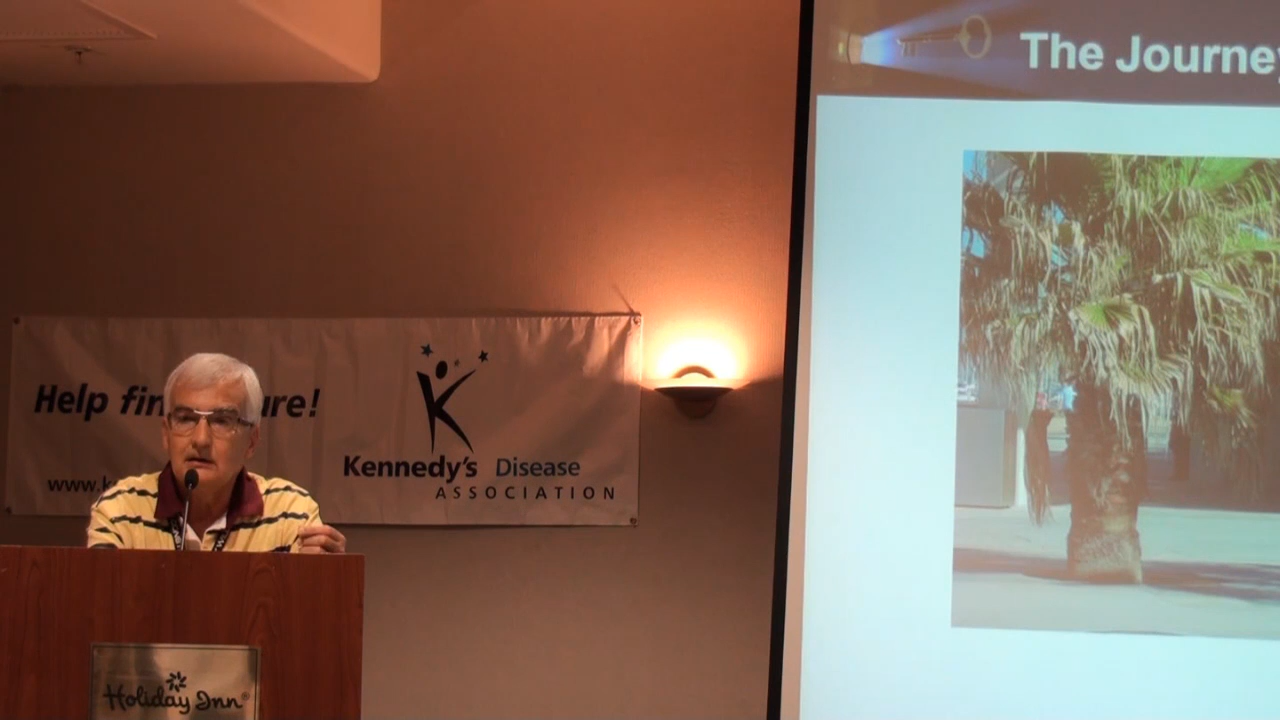 The Journey
Help fin ure!
Kennedy's Disease
ASSOCIATION
www.k
Holiday Inn